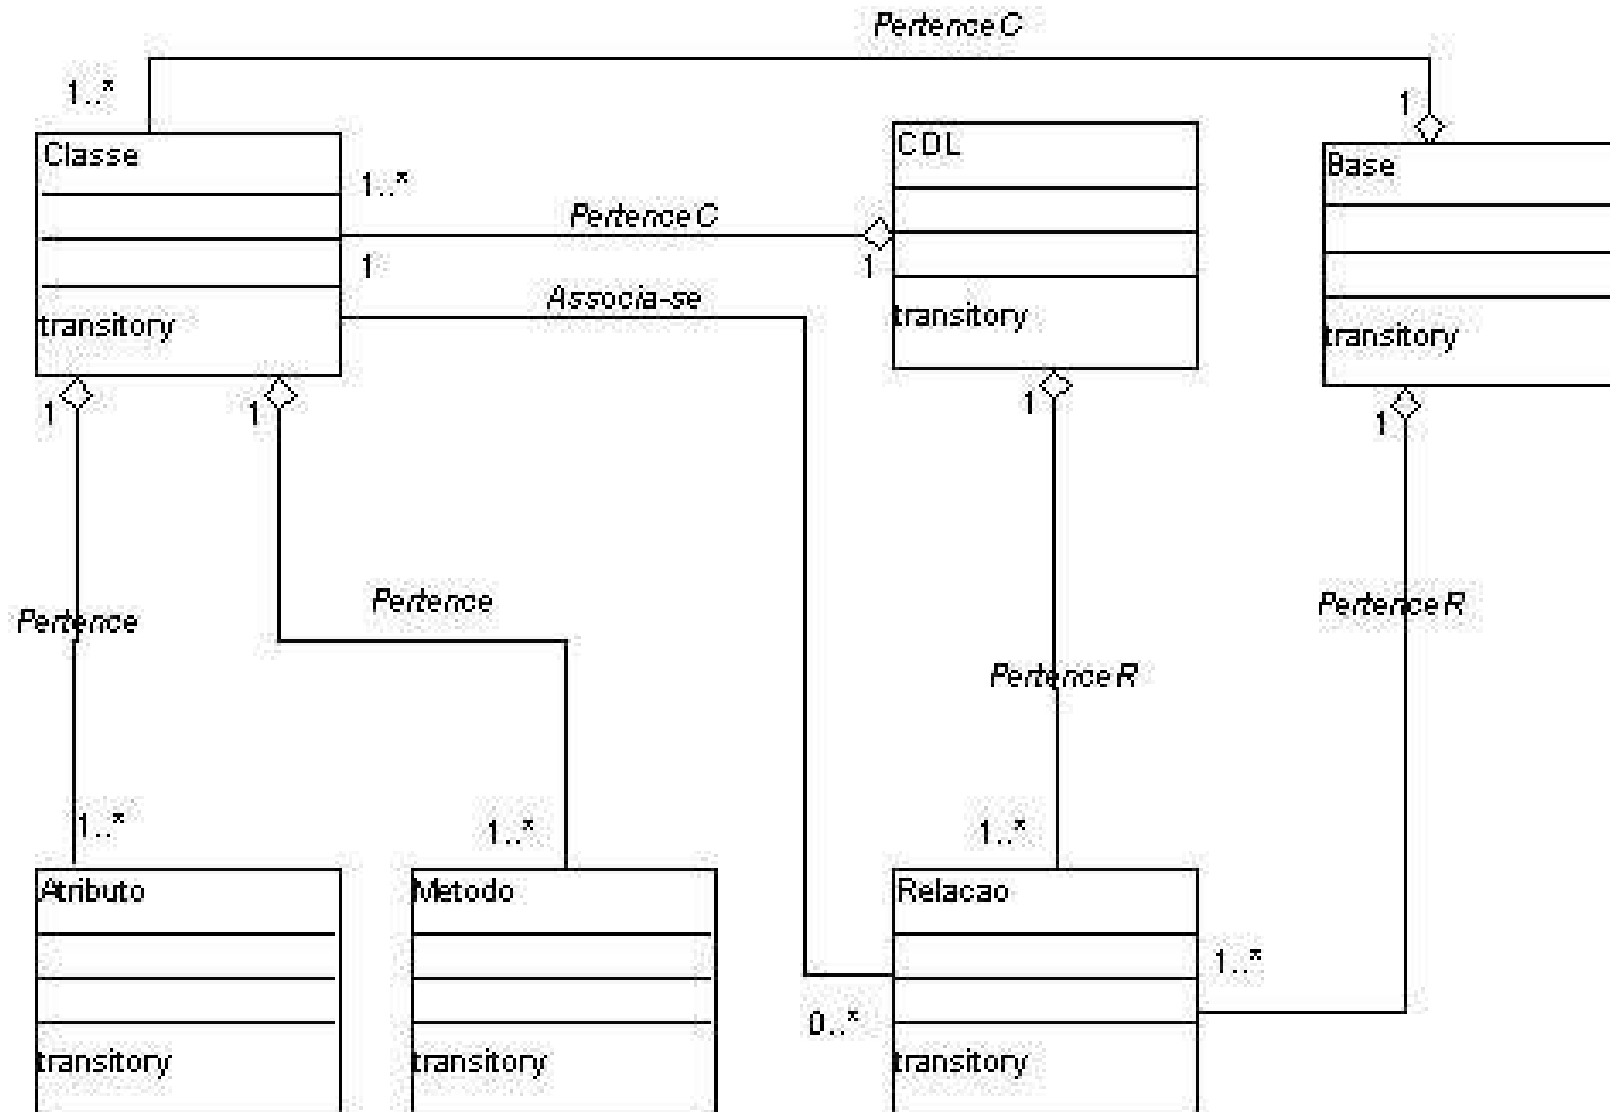 PertenceC
1..*
1
Classe
CDL
Base
1..*
PertenceC
1
1
Associa-se
transitory
transitory
transitory
1
1
1
1
Pertence
Pertence
PertenceR
PertenceR
1..*
1..*
1..*
Atributo
Metodo
Relacao
1..*
0..*
transitory
transitory
transitory